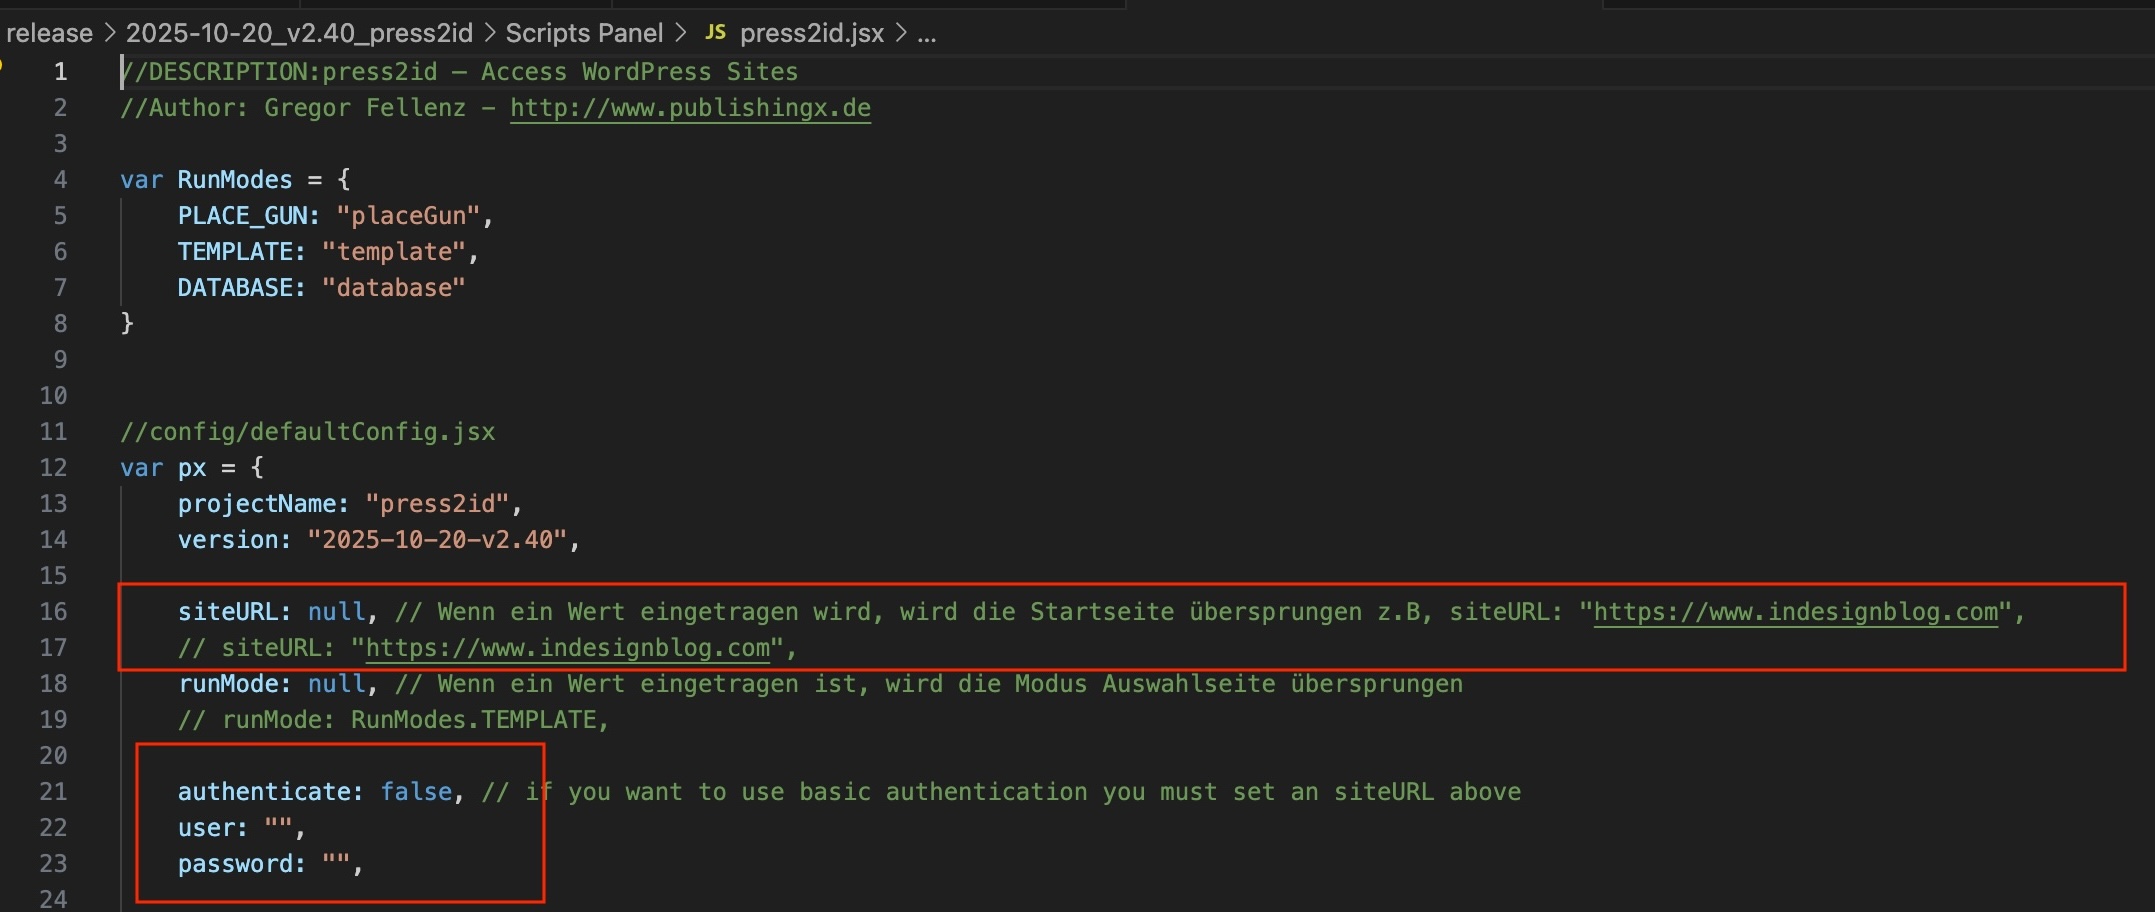 release > 2025-10-20_v2.40_press2id > Scripts Panel > JS press2id.jsx > ...
1 //DESCRIPTION:press2id – Access WordPress Sites
2 //Author: Gregor Fellenz - http://www.publishingx.de
3
4 var RunModes = {
5 PLACE_GUN: "placeGun",
6 TEMPLATE: "template",
7 DATABASE: "database"
8 }
9
10
11 //config/defaultConfig.jsx
12 var px = {
13 projectName: "press2id",
14 version: "2025-10-20-v2.40",
15
16 siteURL: null, // Wenn ein Wert eingetragen wird, wird die Startseite übersprungen z.B, siteURL: "https://www.indesignblog.com",
17 // siteURL: "https://www.indesignblog.com",
18 runMode: null, // Wenn ein Wert eingetragen ist, wird die Modus Auswahlseite übersprungen
19 // runMode: RunModes.TEMPLATE,
20
21 authenticate: false, // if you want to use basic authentication you must set an siteURL above
22 user: "",
23 password: "",
24